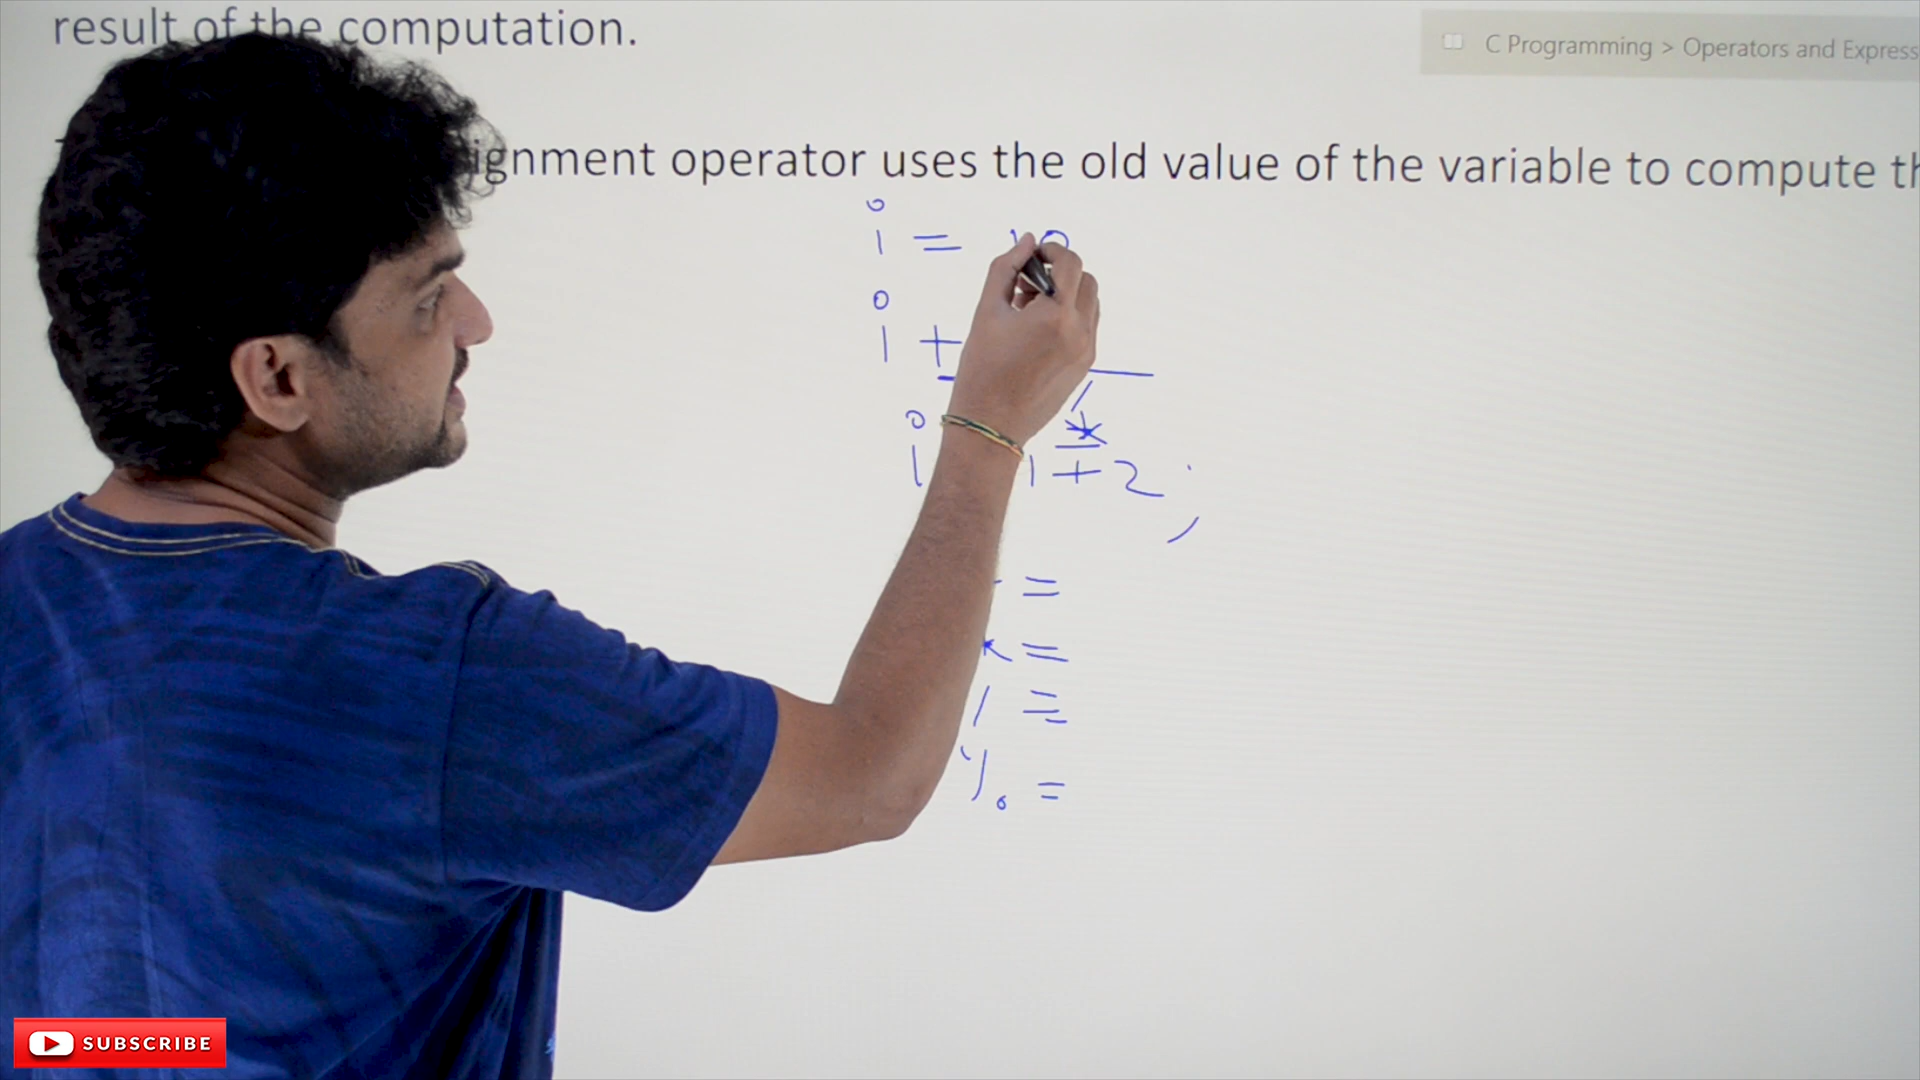 result of the computation.
C Programming > Operators and Express
ignment operator uses the old value of the variable to compute th
i = 10
i +
i i + 2 ;
- =
* =
/ =
% =
SUBSCRIBE